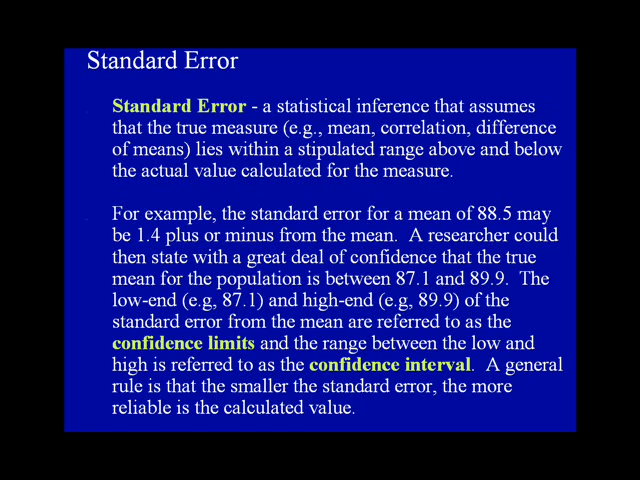 Standard Error
Standard Error - a statistical inference that assumes
that the true measure (e.g., mean, correlation, difference
of means) lies within a stipulated range above and below
the actual value calculated for the measure.
For example, the standard error for a mean of 88.5 may
be 1.4 plus or minus from the mean.  A researcher could
then state with a great deal of confidence that the true
mean for the population is between 87.1 and 89.9.  The
low-end (e.g, 87.1) and high-end (e.g, 89.9) of the
standard error from the mean are referred to as the
confidence limits and the range between the low and
high is referred to as the confidence interval.  A general
rule is that the smaller the standard error, the more
reliable is the calculated value.